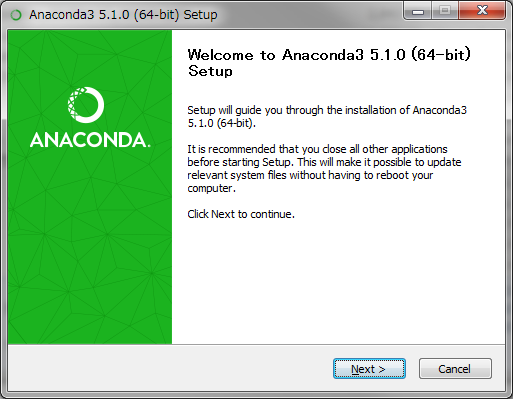 Anaconda3 5.1.0 (64-bit) Setup
Welcome to Anaconda3 5.1.0 (64-bit)
Setup
ANACONDA.
Setup will guide you through the installation of Anaconda3
5.1.0 (64-bit).
It is recommended that you close all other applications
before starting Setup. This will make it possible to update
relevant system files without having to reboot your
computer.
Click Next to continue.
Next >
Cancel